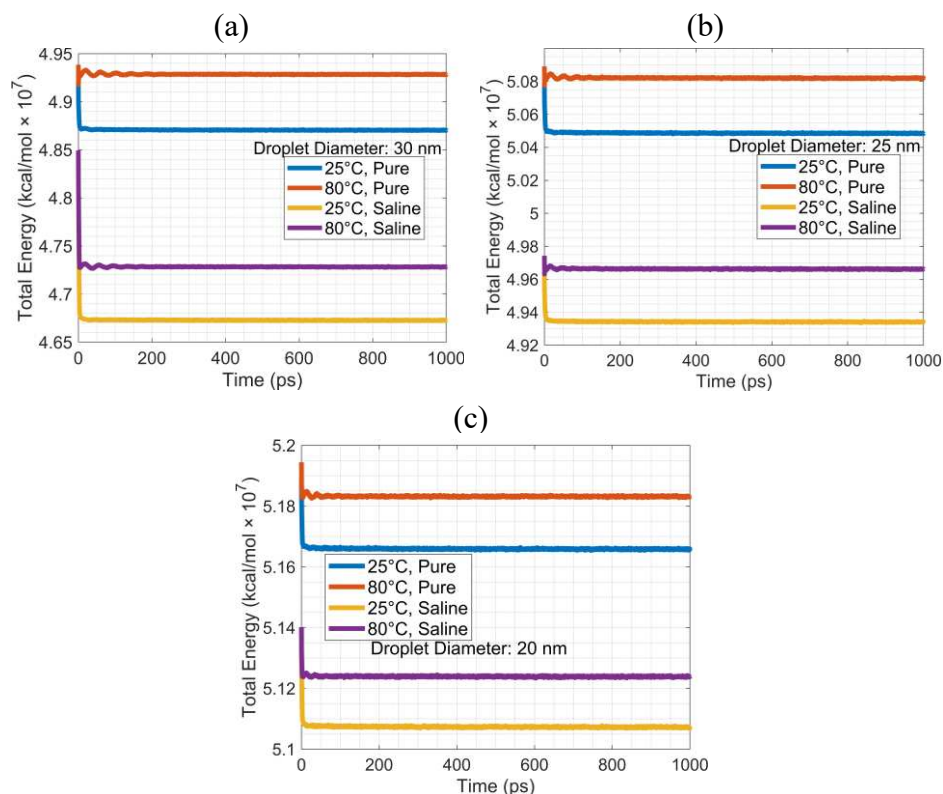 (a)
4.95
4.9
4.85
4.8
4.75
4.7
4.65
Total Energy (kcal/mol × 10⁷)
Droplet Diameter: 30 nm
25°C, Pure
80°C, Pure
25°C, Saline
80°C, Saline
0 200 400 600 800 1000
Time (ps)
(b)
5.08
5.06
5.04
5.02
5
4.98
4.96
4.94
4.92
Total Energy (kcal/mol × 10⁷)
Droplet Diameter: 25 nm
25°C, Pure
80°C, Pure
25°C, Saline
80°C, Saline
0 200 400 600 800 1000
Time (ps)
(c)
5.2
5.18
5.16
5.14
5.12
5.1
Total Energy (kcal/mol × 10⁷)
25°C, Pure
80°C, Pure
25°C, Saline
80°C, Saline
Droplet Diameter: 20 nm
0 200 400 600 800 1000
Time (ps)